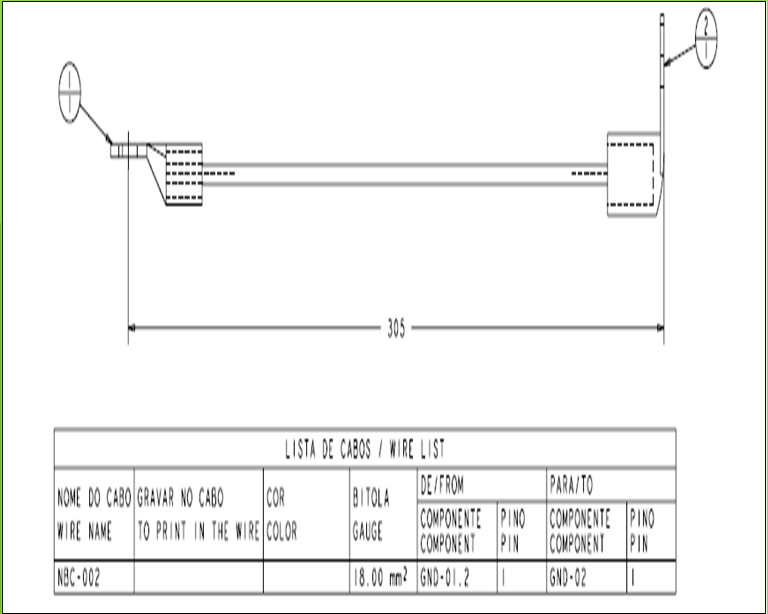 1
1
2
1
305
LISTA DE CABOS / WIRE LIST
NOME DO CABO
WIRE NAME
GRAVAR NO CABO
TO PRINT IN THE WIRE
COR
COLOR
BITOLA
GAUGE
DE/FROM
PARA/TO
COMPONENTE
COMPONENT
PINO
PIN
COMPONENTE
COMPONENT
PINO
PIN
NBC-002 18.00 mm² GND-01.2 1 GND-02 1